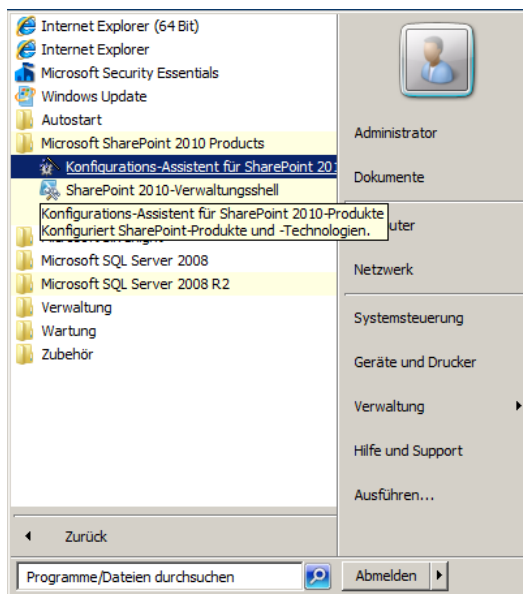 Internet Explorer (64 Bit)
Internet Explorer
Microsoft Security Essentials
Windows Update
Autostart
Microsoft SharePoint 2010 Products
Konfigurations-Assistent für SharePoint 201
SharePoint 2010-Verwaltungsshell
Konfigurations-Assistent für SharePoint 2010-Produkte
Konfiguriert SharePoint-Produkte und -Technologien.
Microsoft SQL Server 2008
Microsoft SQL Server 2008 R2
Verwaltung
Wartung
Zubehör
Zurück
Programme/Dateien durchsuchen
Administrator
Dokumente
uter
Netzwerk
Systemsteuerung
Geräte und Drucker
Verwaltung
Hilfe und Support
Ausführen...
Abmelden